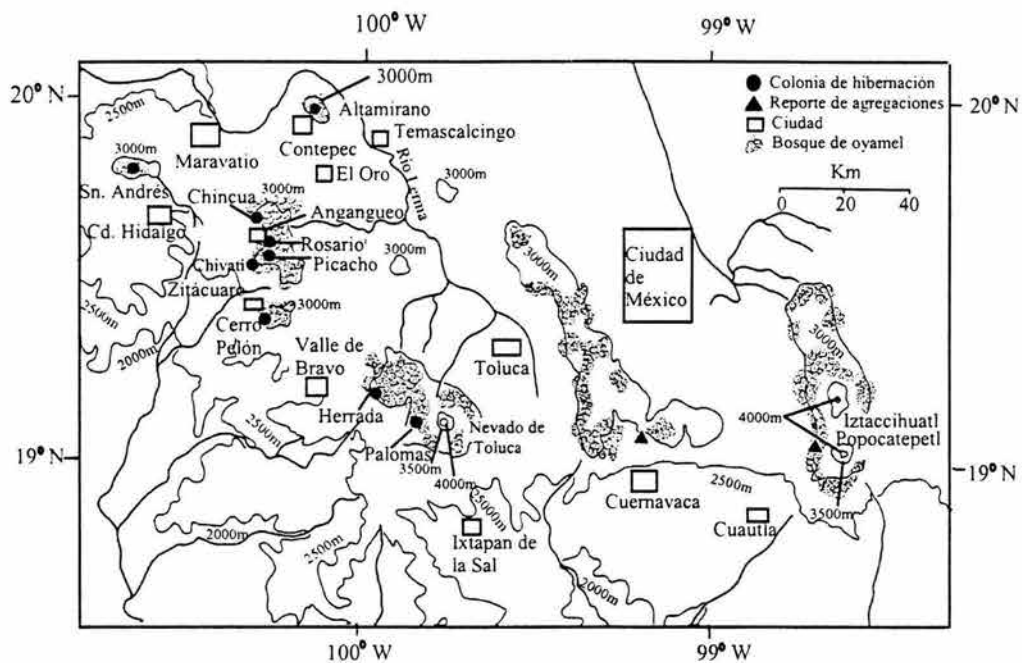 100° W
99° W
20° N
20° N
3000m
Altamirano
2500m
Maravatio
Contepec
Temascalcingo
Río Lerma
3000m
El Oro
3000m
Sn. Andrés
Chincua
3000m
Angangueo
Cd. Hidalgo
Rosario
Picacho
3000m
Chivati
Zitácuaro
3000m
Cerro
Pelón
2500m
2000m
Valle de
Bravo
Toluca
Herrada
2500m
Palomas
Nevado de
Toluca
3500m
4000m
3000m
Ciudad
de
México
Colonia de hibernación
Reporte de agregaciones
Ciudad
Bosque de oyamel
Km
0 20 40
3000m
4000m
Iztaccihuatl
Popocatepetl
3500m
19° N
19° N
2000m
2500m
25000m
Ixtapan de
la Sal
Cuernavaca
2500m
Cuautla
2000m
100° W
99° W